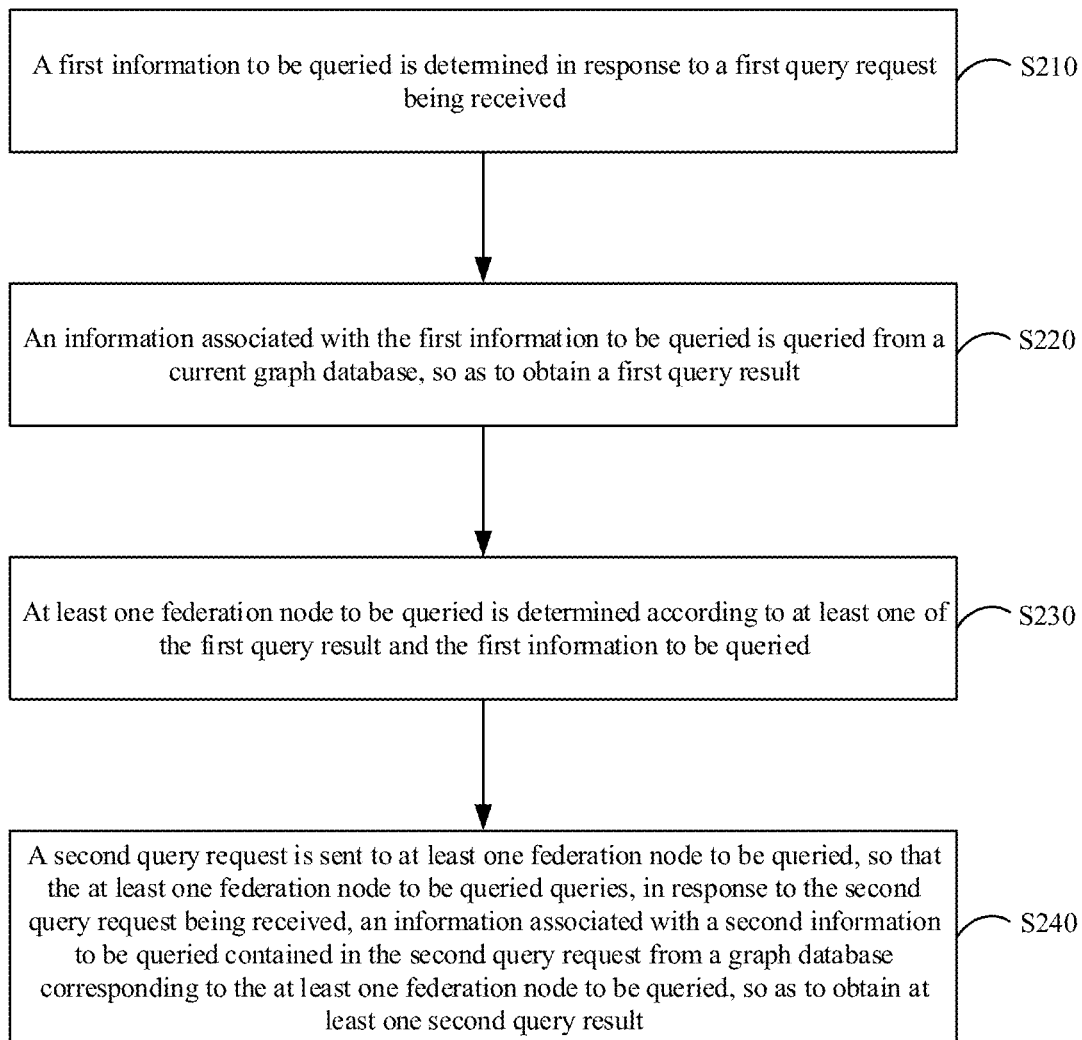 A first information to be queried is determined in response to a first query request
being received
S210
An information associated with the first information to be queried is queried from a
current graph database, so as to obtain a first query result
S220
At least one federation node to be queried is determined according to at least one of
the first query result and the first information to be queried
S230
A second query request is sent to at least one federation node to be queried, so that
the at least one federation node to be queried queries, in response to the second
query request being received, an information associated with a second information
to be queried contained in the second query request from a graph database
corresponding to the at least one federation node to be queried, so as to obtain at
least one second query result
S240